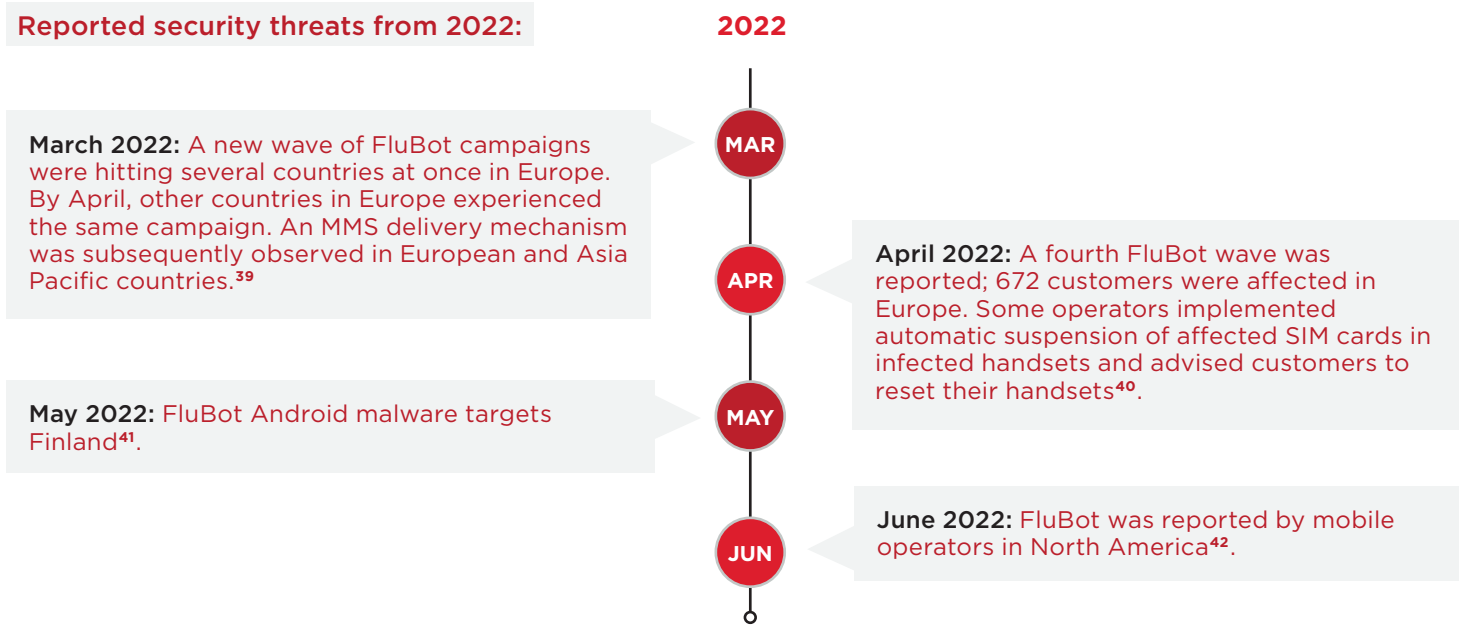 Reported security threats from 2022:
2022
MAR
March 2022: A new wave of FluBot campaigns
were hitting several countries at once in Europe.
By April, other countries in Europe experienced
the same campaign. An MMS delivery mechanism
was subsequently observed in European and Asia
Pacific countries.³⁹
APR
April 2022: A fourth FluBot wave was
reported; 672 customers were affected in
Europe. Some operators implemented
automatic suspension of affected SIM cards in
infected handsets and advised customers to
reset their handsets⁴⁰.
MAY
May 2022: FluBot Android malware targets
Finland⁴¹.
JUN
June 2022: FluBot was reported by mobile
operators in North America⁴².